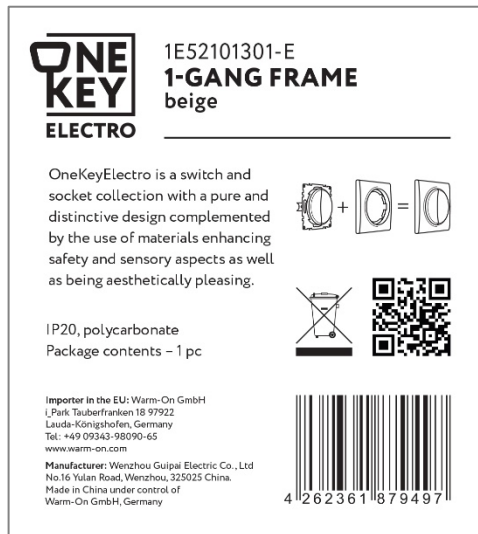 ONE
KEY
ELECTRO
1E52101301-E
1-GANG FRAME
beige
OneKeyElectro is a switch and
socket collection with a pure and
distinctive design complemented
by the use of materials enhancing
safety and sensory aspects as well
as being aesthetically pleasing.
+ =
IP20, polycarbonate
Package contents – 1 pc
Importer in the EU: Warm-On GmbH
i_Park Tauberfranken 18 97922
Lauda-Königshofen, Germany
Tel: +49 09343-98090-65
www.warm-on.com
Manufacturer: Wenzhou Guipai Electric Co., Ltd
No.16 Yulan Road, Wenzhou, 325025 China.
Made in China under control of
Warm-On GmbH, Germany
4 262361 879497